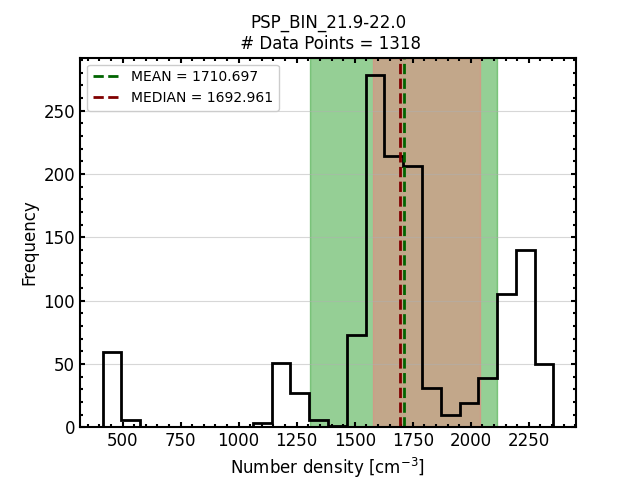 PSP_BIN_21.9-22.0
# Data Points = 1318
MEAN = 1710.697
MEDIAN = 1692.961
Frequency
250
200
150
100
50
0
500 750 1000 1250 1500 1750 2000 2250
Number density [cm⁻³]